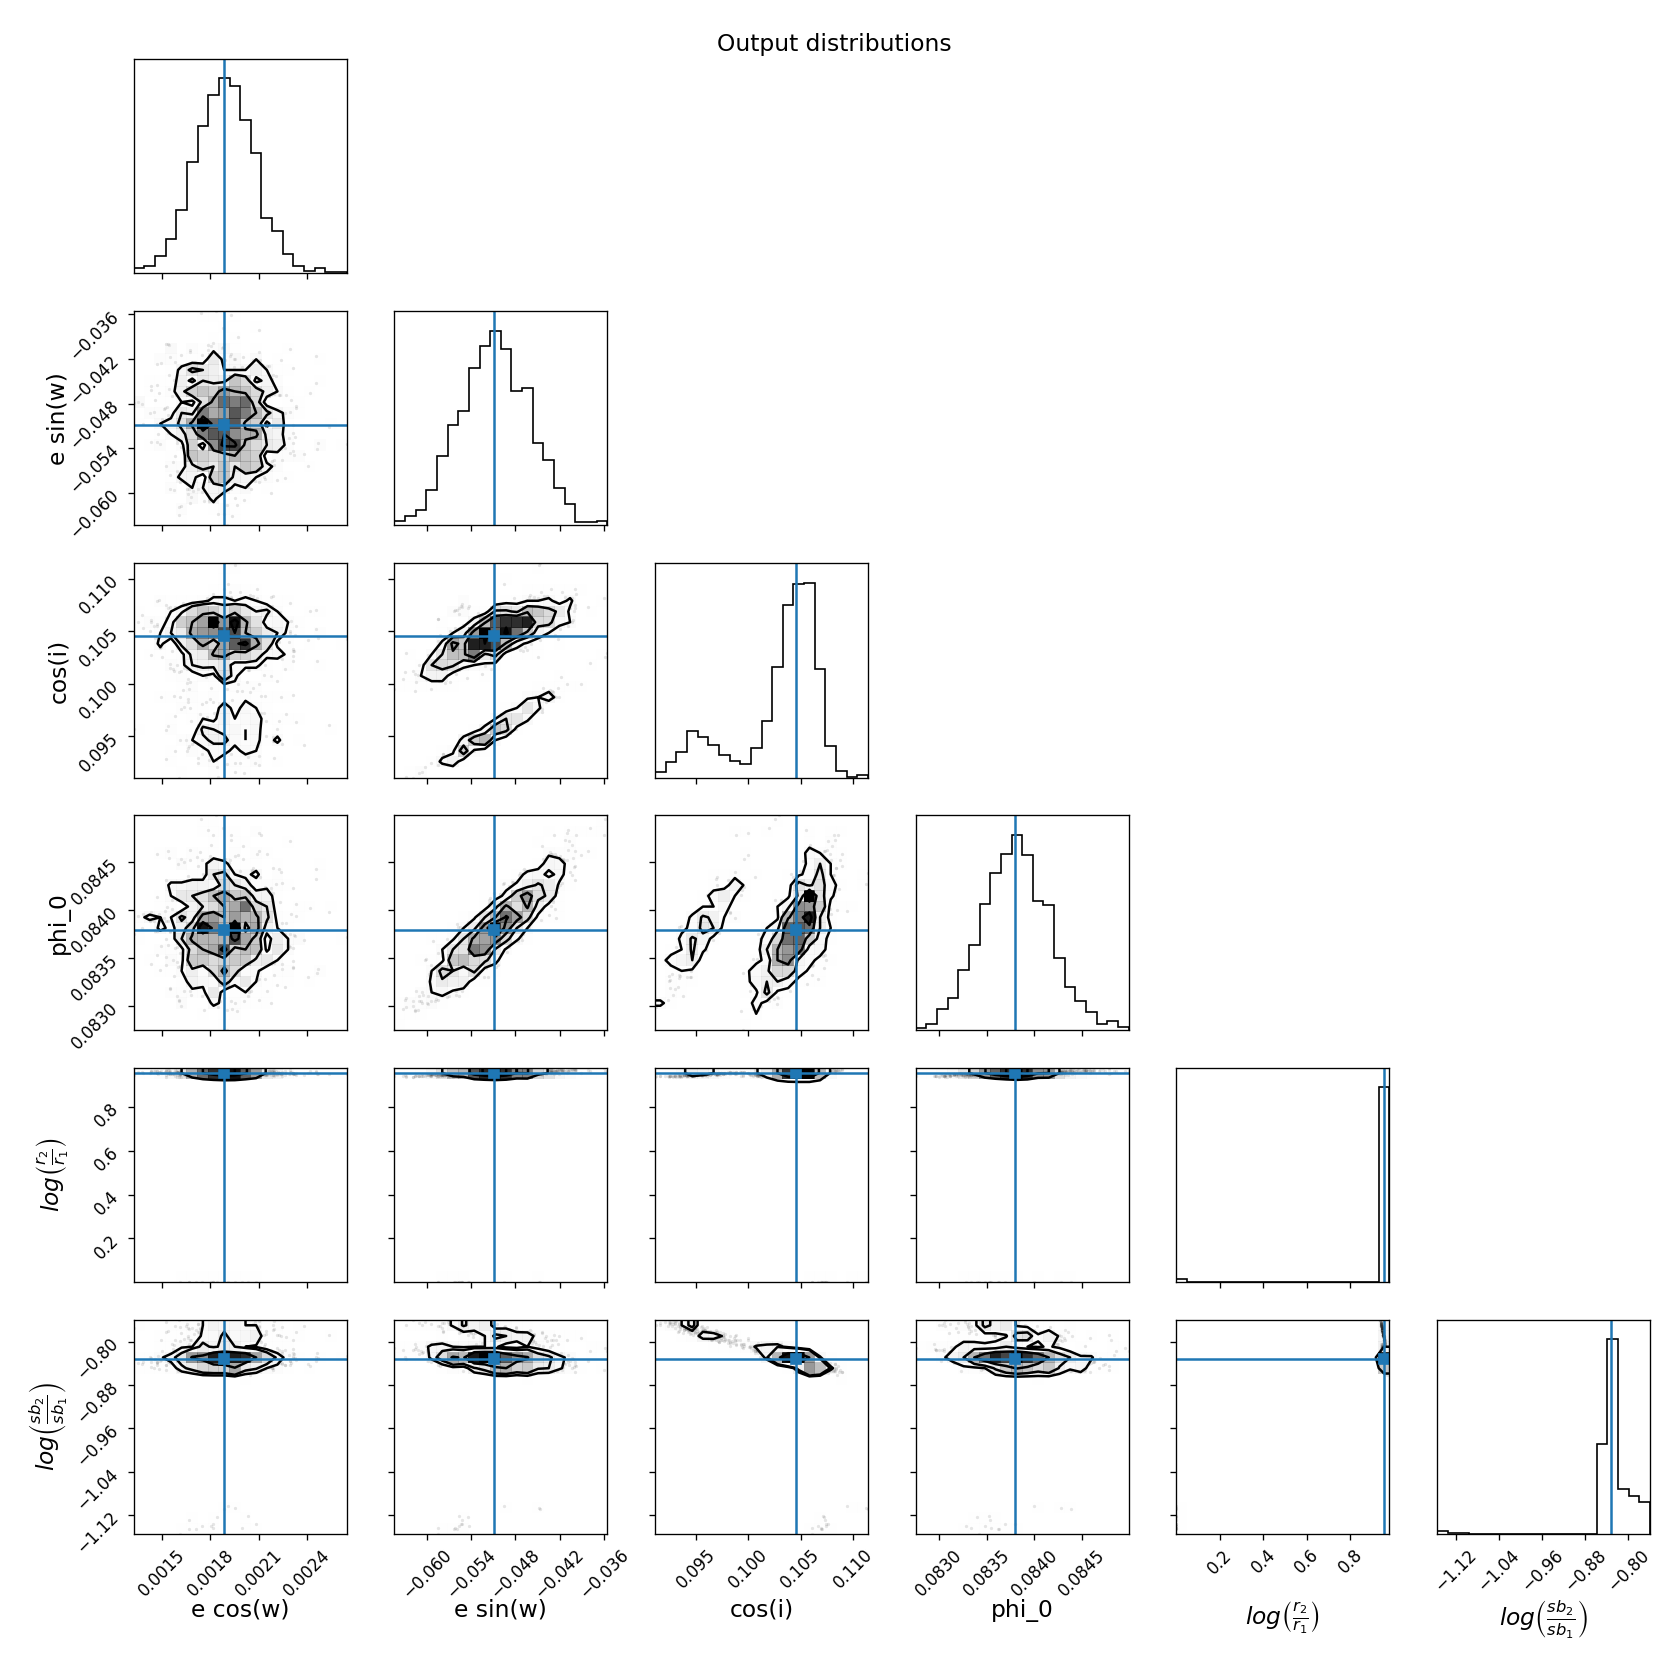 Output distributions
e sin(w)
−0.036
−0.042
−0.048
−0.054
−0.060
cos(i)
0.110
0.105
0.100
0.095
phi_0
0.0845
0.0840
0.0835
0.0830
log(r₂/r₁)
0.8
0.6
0.4
0.2
log(sb₂/sb₁)
−0.80
−0.88
−0.96
−1.04
−1.12
0.0015 0.0018 0.0021 0.0024
e cos(w)
−0.060 −0.054 −0.048 −0.042 −0.036
e sin(w)
0.095 0.100 0.105 0.110
cos(i)
0.0830 0.0835 0.0840 0.0845
phi_0
0.2 0.4 0.6 0.8
log(r₂/r₁)
−1.12 −1.04 −0.96 −0.88 −0.80
log(sb₂/sb₁)